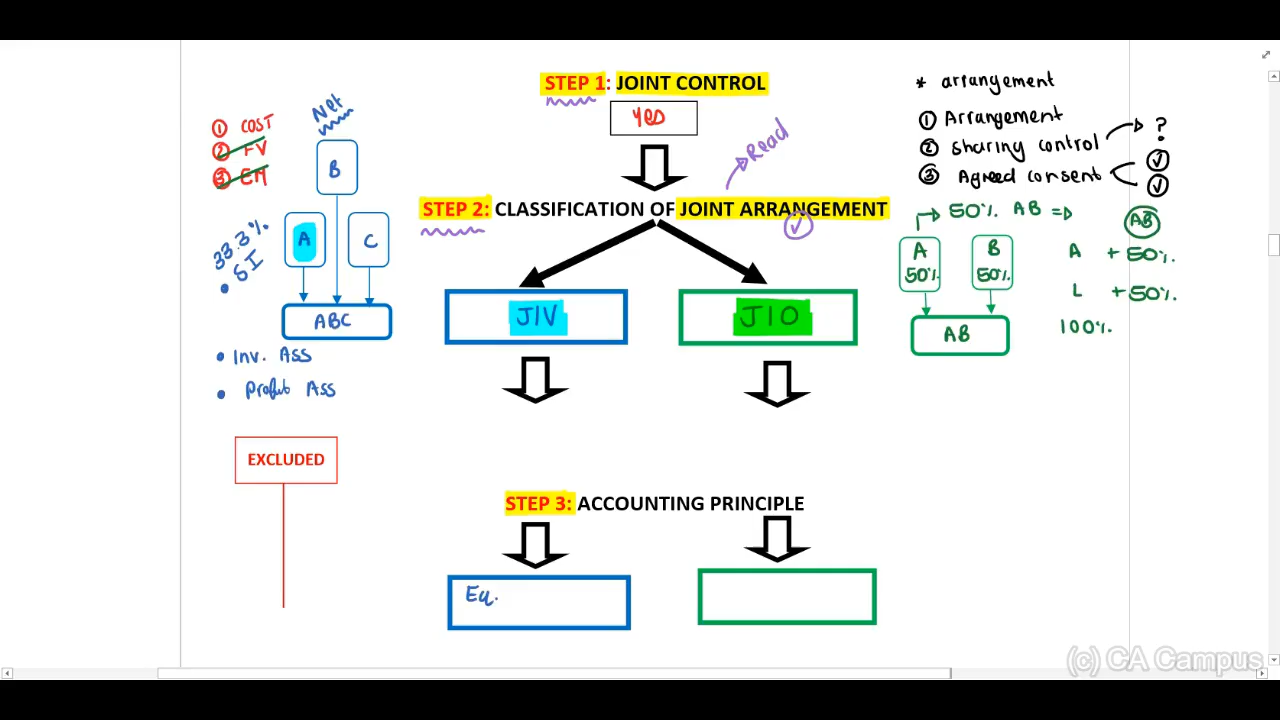 STEP 1: JOINT CONTROL
Yes
STEP 2: CLASSIFICATION OF JOINT ARRANGEMENT
Read
J/V
J/O
STEP 3: ACCOUNTING PRINCIPLE
Eq.
① COST
② FV
③ EM
Net
B
A
C
33.3%
SI
ABC
• Inv. Ass
• Profit Ass
EXCLUDED
* arrangement
① Arrangement
② Sharing control
?
③ Agreed consent
50% AB =>
AB
A
50%
B
50%
AB
A + 50%.
L + 50%.
100%.
(c) CA Campus